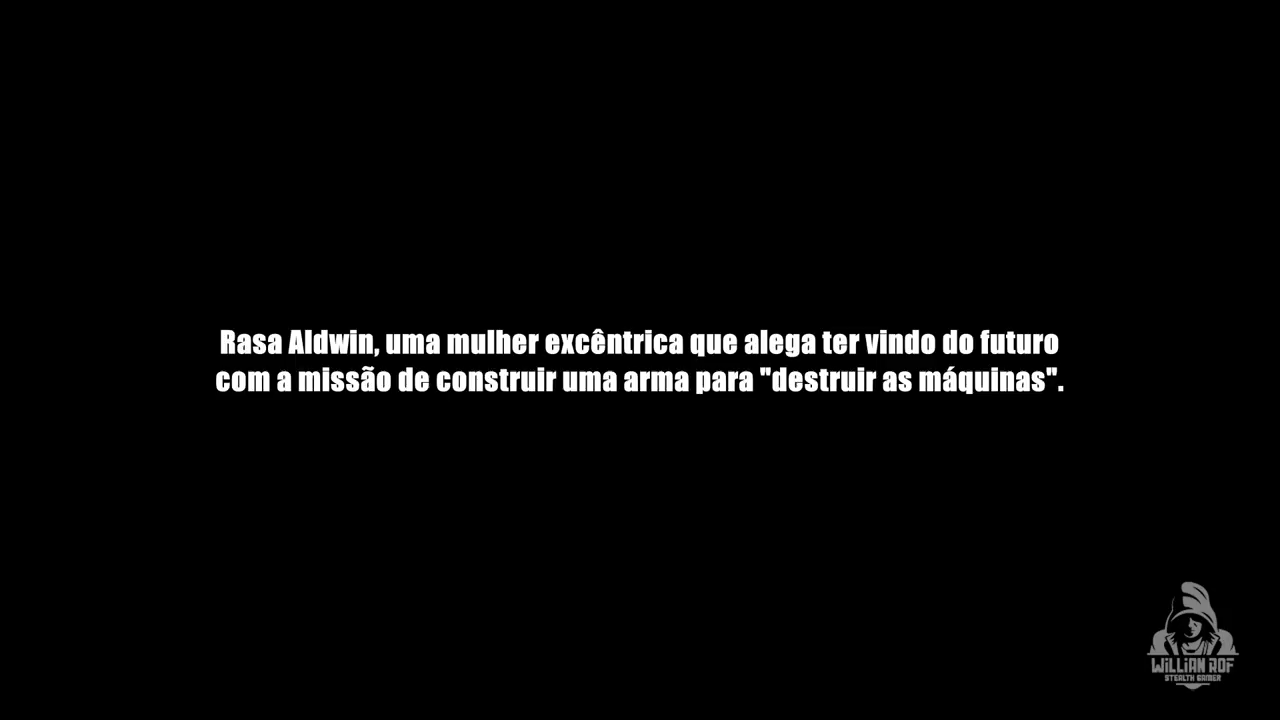 Rasa Aldwin, uma mulher excêntrica que alega ter vindo do futuro
com a missão de construir uma arma para "destruir as máquinas".
WILLIAN ROF
STEALTH GAMER